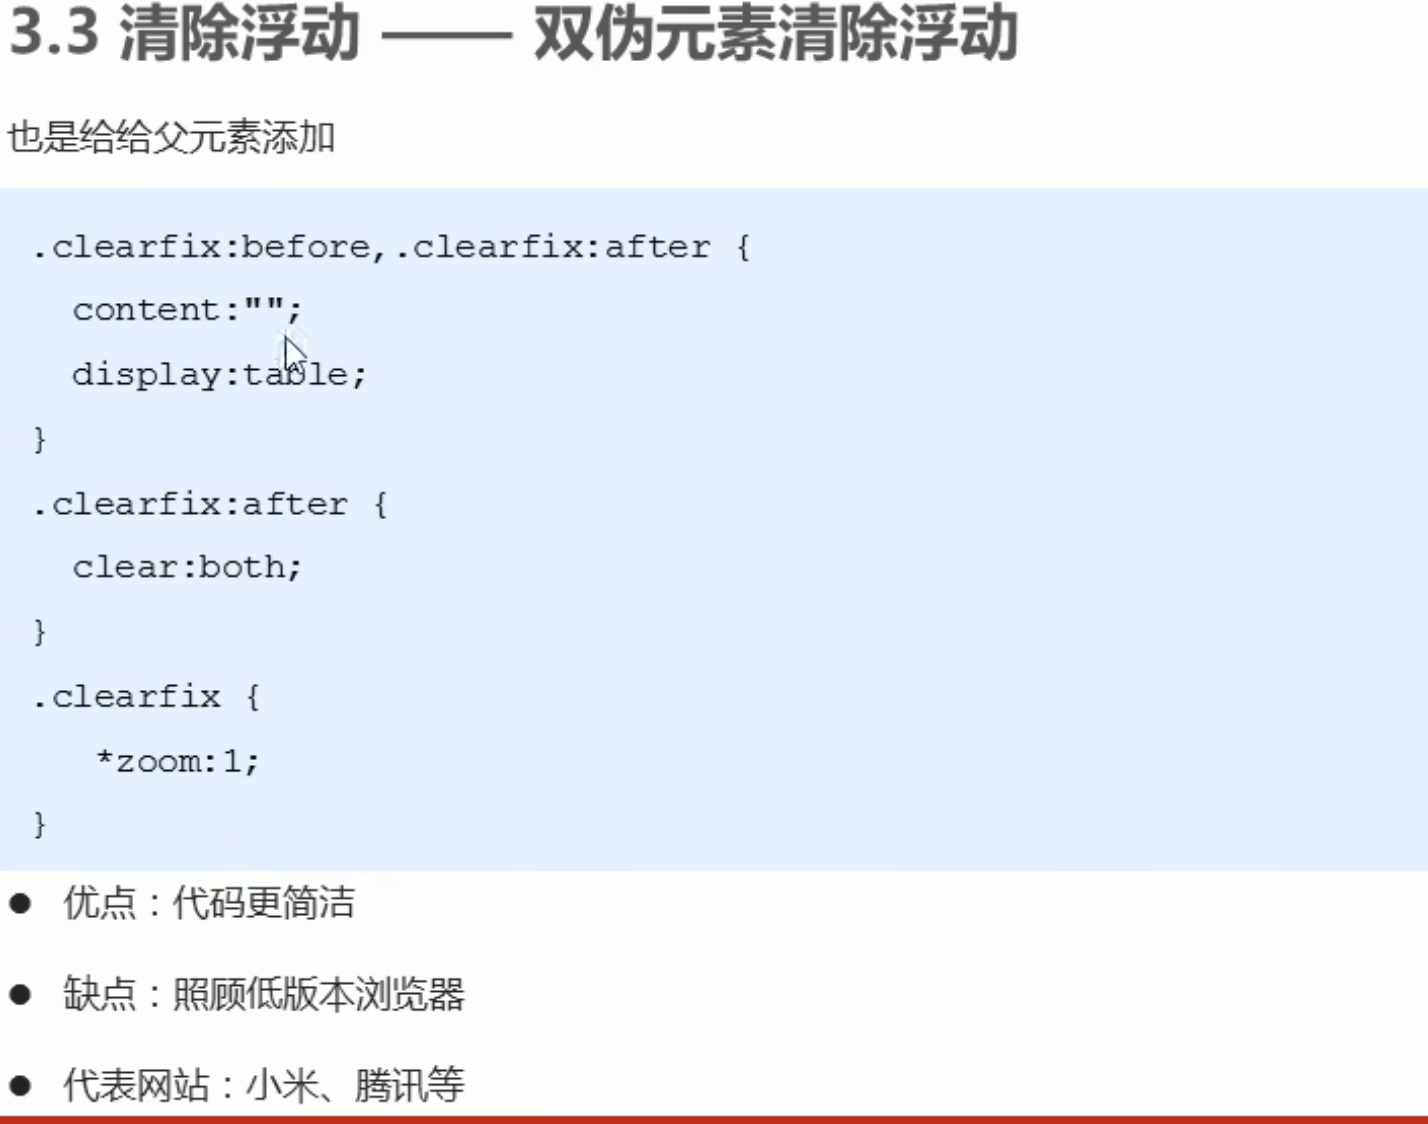 3.3 清除浮动 —— 双伪元素清除浮动
也是给给父元素添加
.clearfix:before,.clearfix:after {
content:"";
display:table;
}
.clearfix:after {
clear:both;
}
.clearfix {
*zoom:1;
}
● 优点：代码更简洁
● 缺点：照顾低版本浏览器
● 代表网站：小米、腾讯等